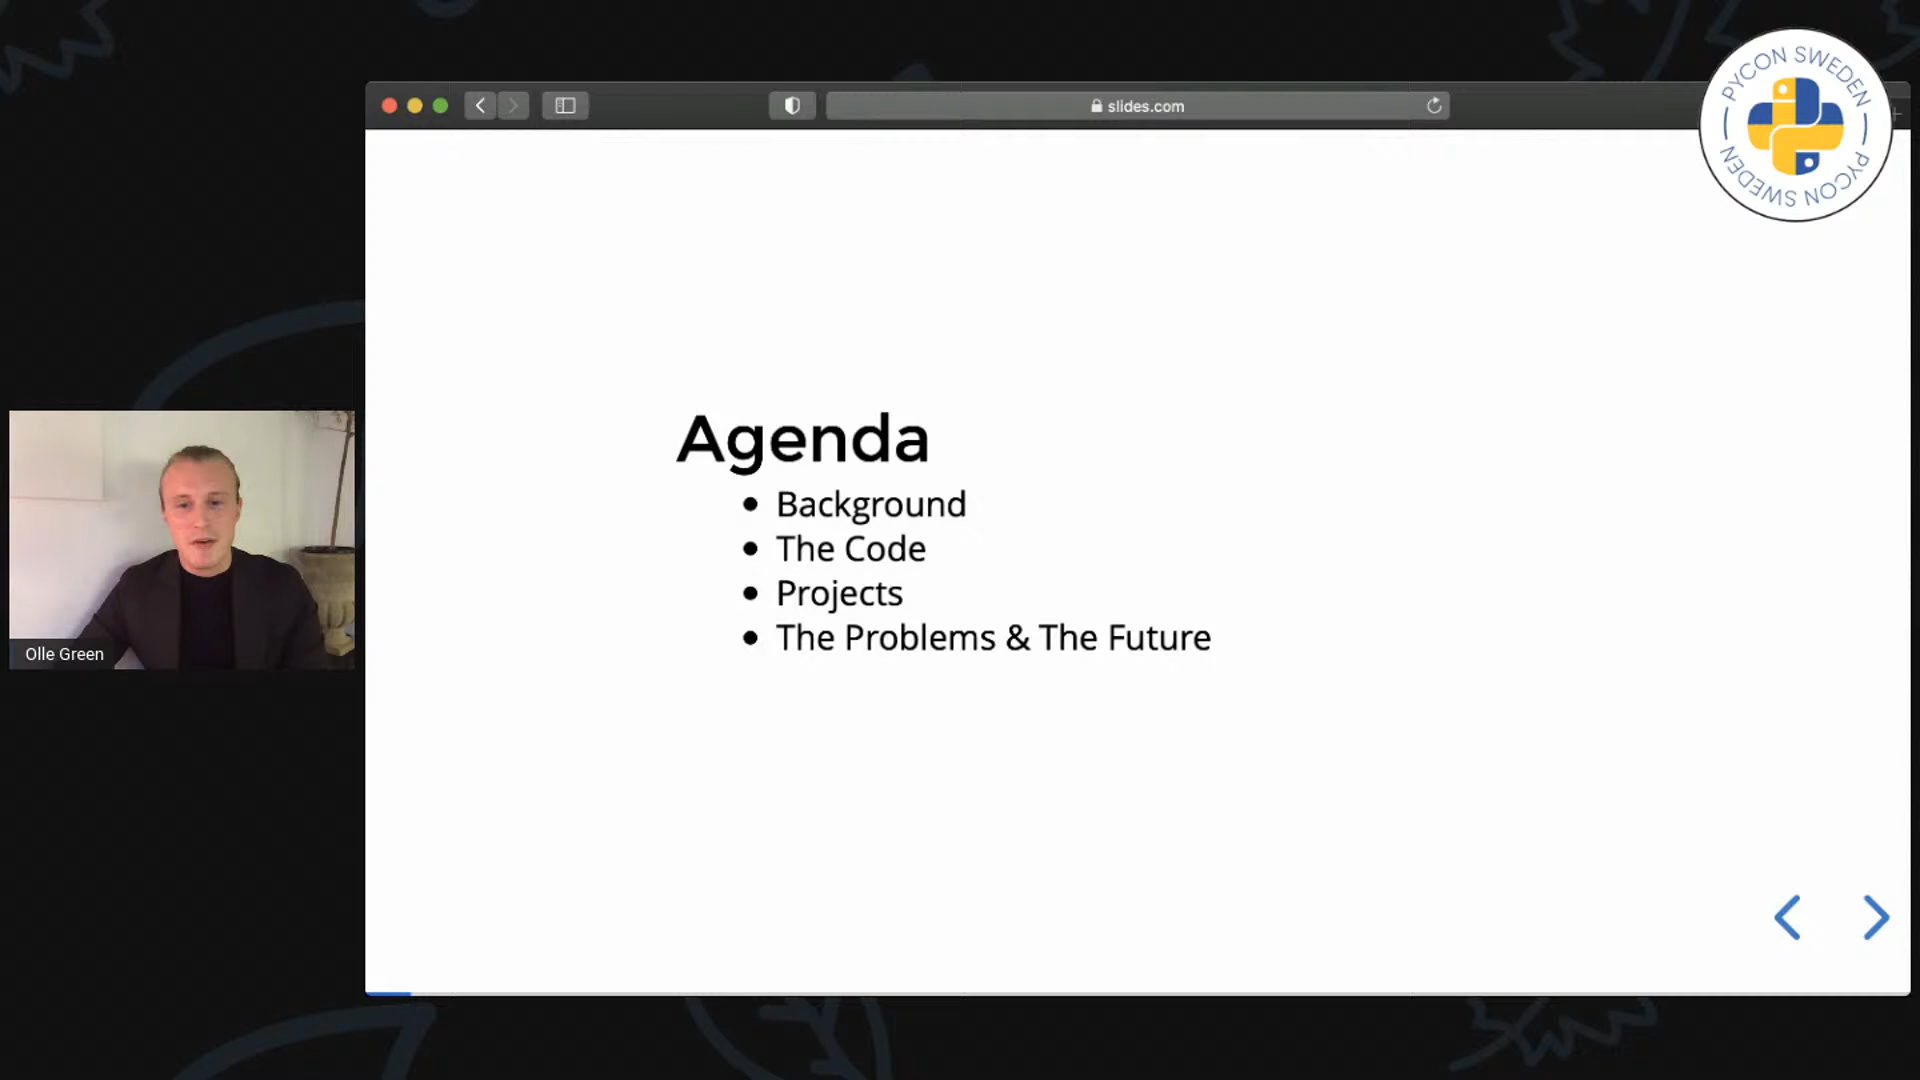 slides.com
PYCON SWEDEN
PYCON SWEDEN
Agenda
Background
The Code
Projects
The Problems & The Future
Olle Green